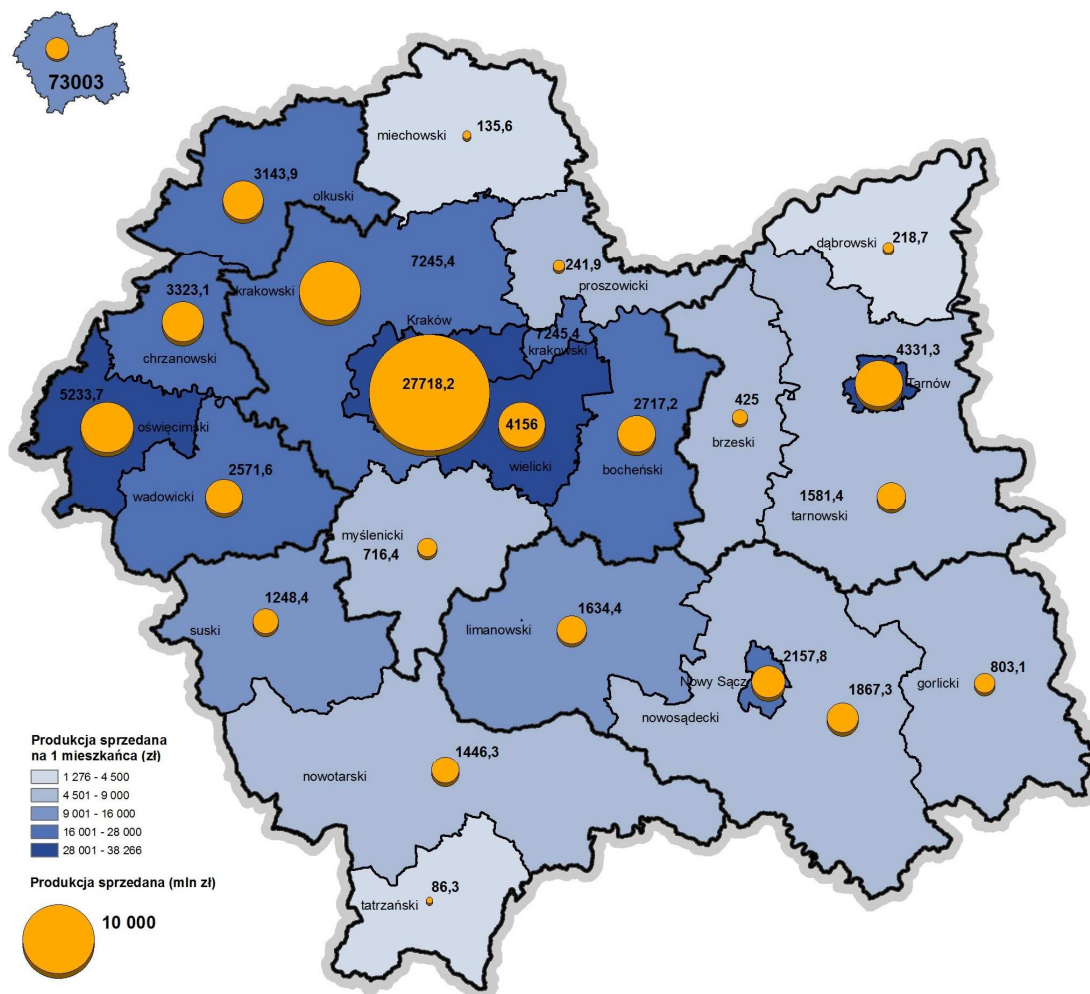 73003
miechowski
135,6
3143,9
olkuski
dąbrowski
218,7
7245,4
krakowski
241,9
proszowicki
3323,1
chrzanowski
Kraków
7245,4
krakowski
4331,3
Tarnów
27718,2
5233,7
oświęcimski
4156
wielicki
2717,2
bocheński
425
brzeski
2571,6
wadowicki
1581,4
tarnowski
myślenicki
716,4
1248,4
suski
1634,4
limanowski
2157,8
Nowy Sącz
1867,3
nowosądecki
803,1
gorlicki
1446,3
nowotarski
86,3
tatrzański
Produkcja sprzedana
na 1 mieszkańca (zł)
1 276 - 4 500
4 501 - 9 000
9 001 - 16 000
16 001 - 28 000
28 001 - 38 266
Produkcja sprzedana (mln zł)
10 000